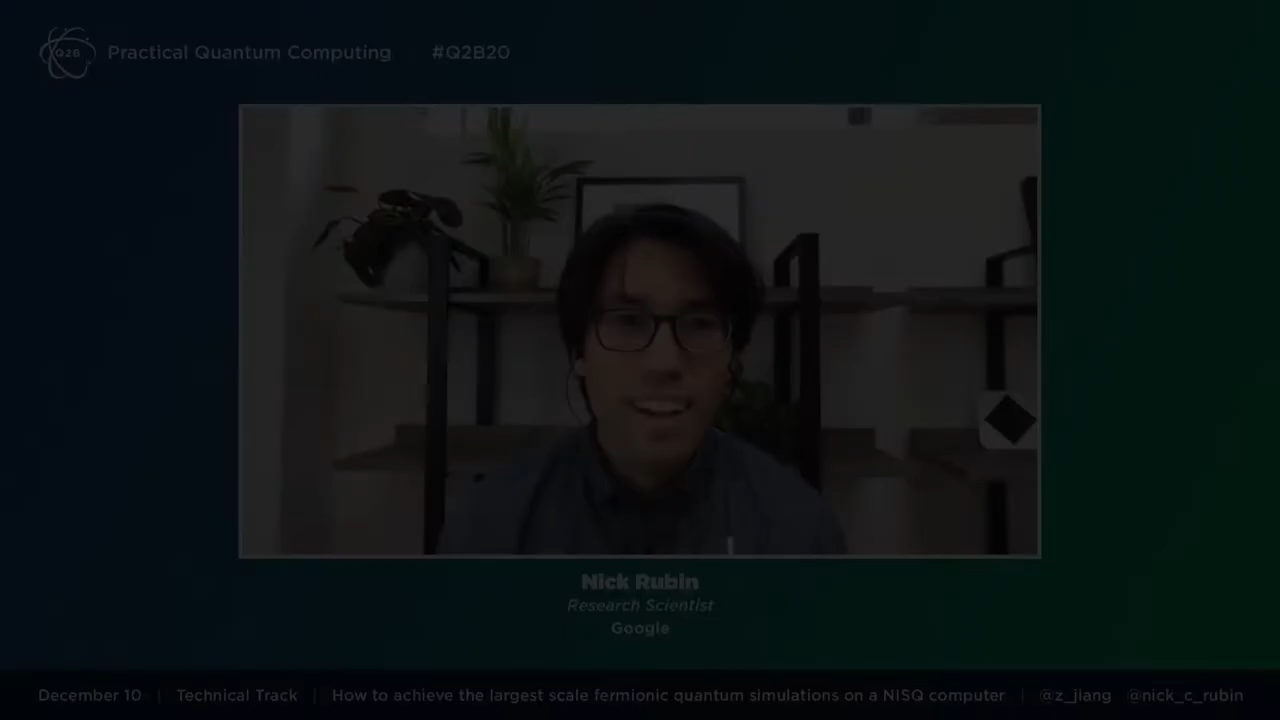 Q2B Practical Quantum Computing #Q2B20
Nick Rubin
Research Scientist
Google
December 10 | Technical Track | How to achieve the largest scale fermionic quantum simulations on a NISQ computer | @z_jiang @nick_c_rubin